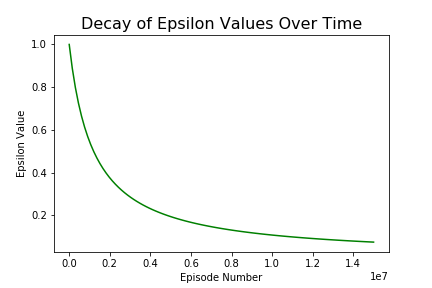 Decay of Epsilon Values Over Time
1.0
0.8
0.6
0.4
0.2
Epsilon Value
0.0 0.2 0.4 0.6 0.8 1.0 1.2 1.4
1e7
Episode Number